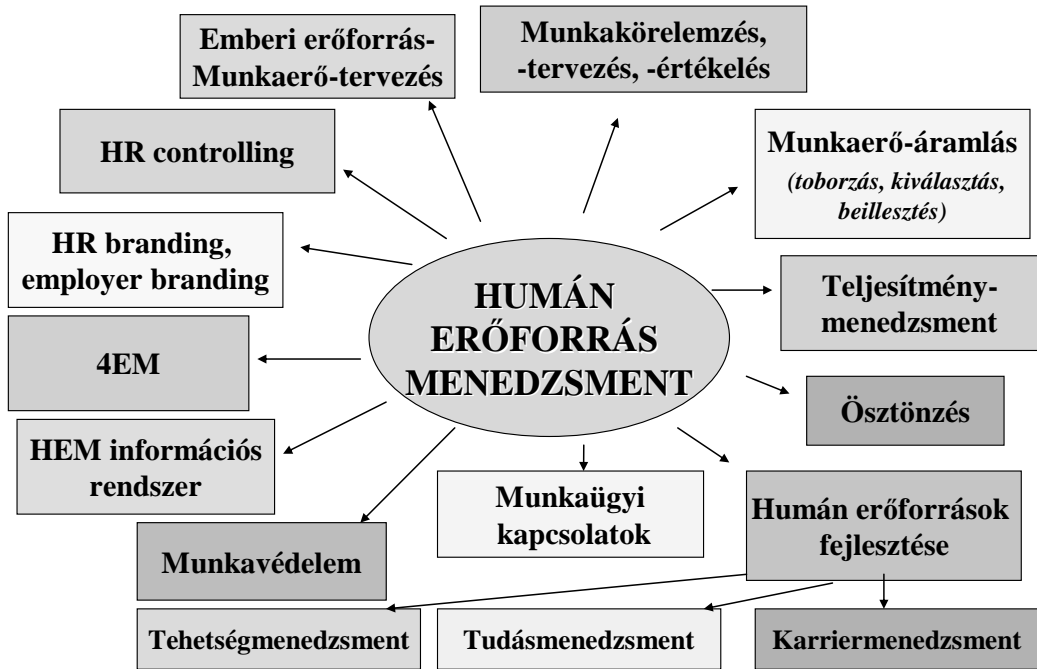 Emberi erőforrás-
Munkaerő-tervezés
Munkakörelemzés,
-tervezés, -értékelés
HR controlling
Munkaerő-áramlás
(toborzás, kiválasztás,
beillesztés)
HR branding,
employer branding
HUMÁN
ERŐFORRÁS
MENEDZSMENT
Teljesítmény-
menedzsment
4EM
Ösztönzés
HEM információs
rendszer
Munkaügyi
kapcsolatok
Humán erőforrások
fejlesztése
Munkavédelem
Tehetségmenedzsment
Tudásmenedzsment
Karriermenedzsment